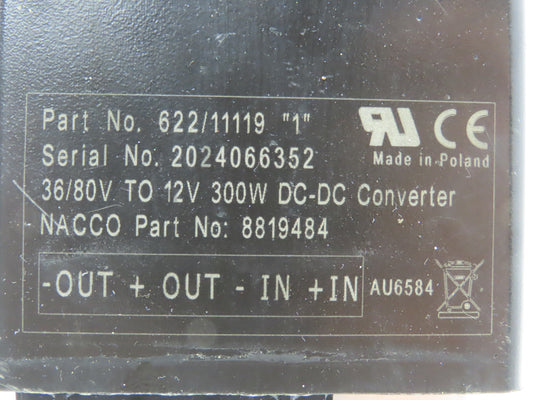 Part No. 622/11119 "1"
Serial No. 2024066352
Made in Poland
36/80V TO 12V 300W DC-DC Converter
NACCO Part No: 8819484
-OUT + OUT - IN +IN
AU6584